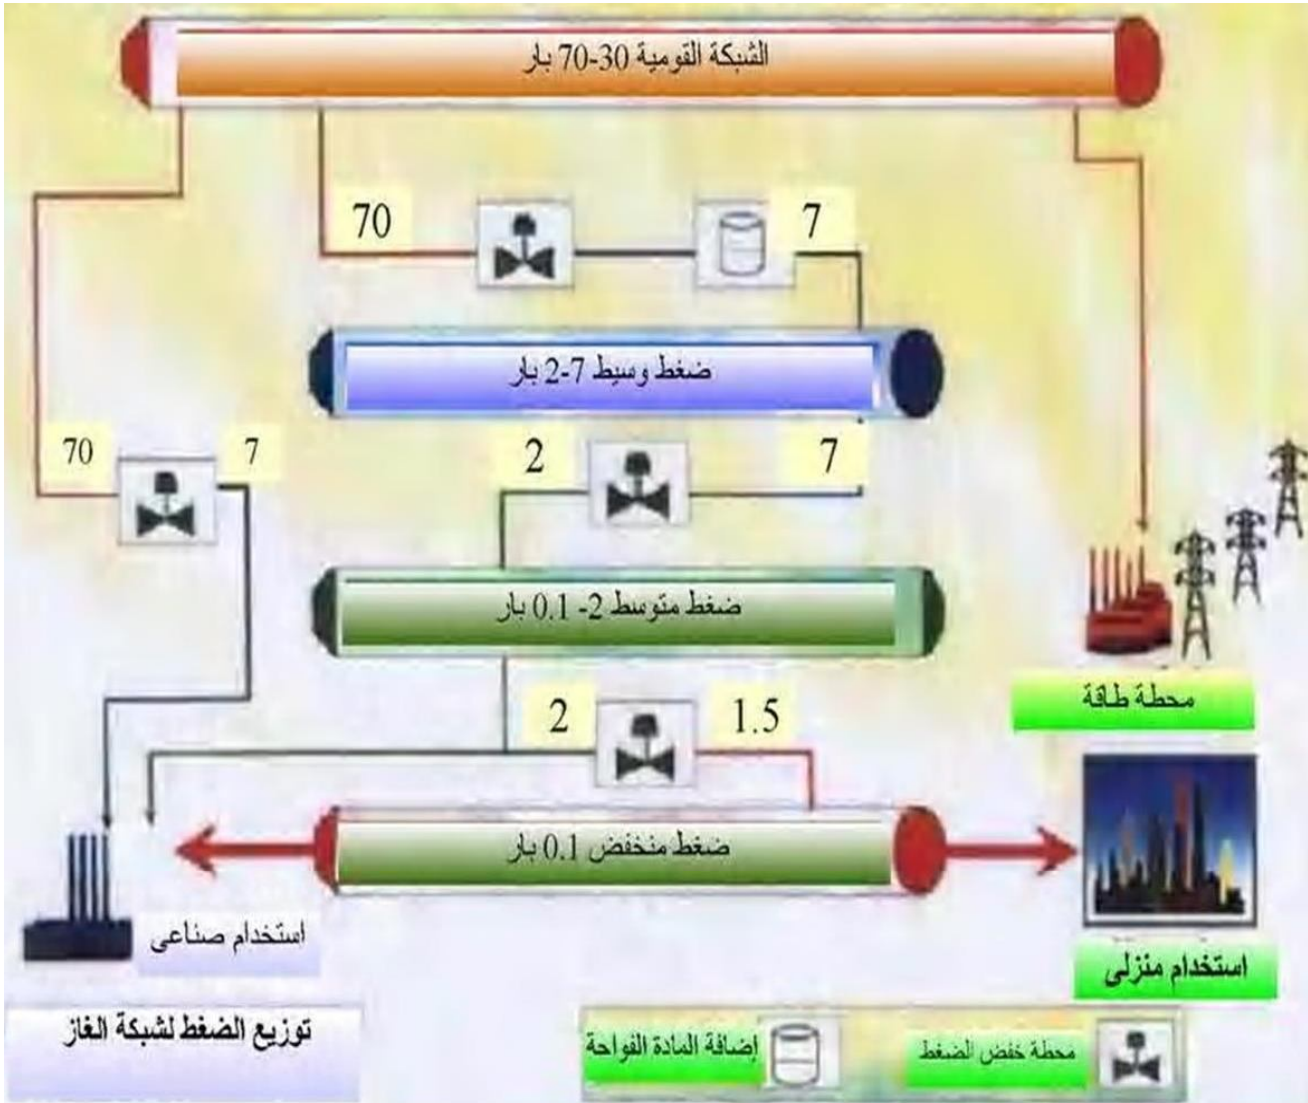 الشبكة القومية 30-70 بار
70
7
ضغط وسيط 7-2 بار
70
7
2
7
ضغط متوسط 2- 0.1 بار
محطة طاقة
2
1.5
ضغط منخفض 0.1 بار
استخدام صناعى
استخدام منزلى
توزيع الضغط لشبكة الغاز
محطة خفض الضغط
إضافة المادة الفواحة